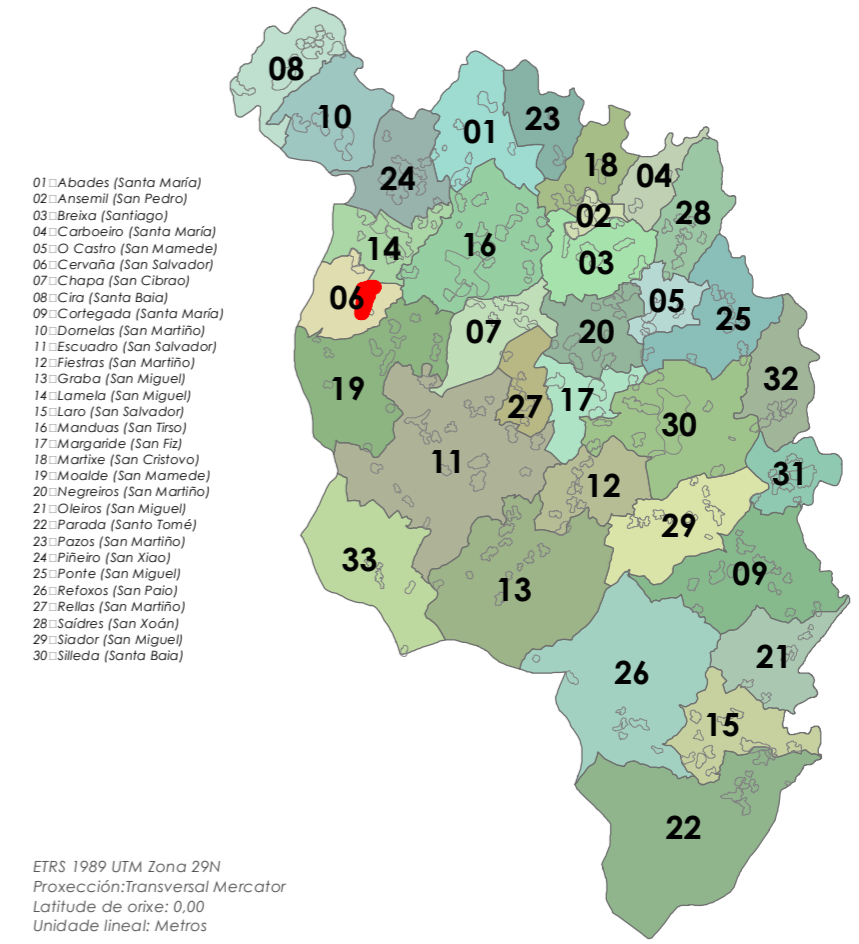 08
10
01
23
18
04
24
02
28
14
16
03
06
05
07
20
25
19
32
27
17
30
11
12
31
29
33
13
09
26
21
15
22
01□Abades (Santa María)
02□Ansemil (San Pedro)
03□Breixa (Santiago)
04□Carboeiro (Santa María)
05□O Castro (San Mamede)
06□Cervaña (San Salvador)
07□Chapa (San Cibrao)
08□Cira (Santa Baia)
09□Cortegada (Santa María)
10□Dornelas (San Martiño)
11□Escuadro (San Salvador)
12□Fiestras (San Martiño)
13□Graba (San Miguel)
14□Lamela (San Miguel)
15□Laro (San Salvador)
16□Manduas (San Tirso)
17□Margaride (San Fiz)
18□Martixe (San Cristovo)
19□Moalde (San Mamede)
20□Negreiros (San Martiño)
21□Oleiros (San Miguel)
22□Parada (Santo Tomé)
23□Pazos (San Martiño)
24□Piñeiro (San Xiao)
25□Ponte (San Miguel)
26□Refoxos (San Paio)
27□Rellas (San Martiño)
28□Saídres (San Xoán)
29□Siador (San Miguel)
30□Silleda (Santa Baia)
ETRS 1989 UTM Zona 29N
Proxección:Transversal Mercator
Latitude de orixe: 0,00
Unidade lineal: Metros